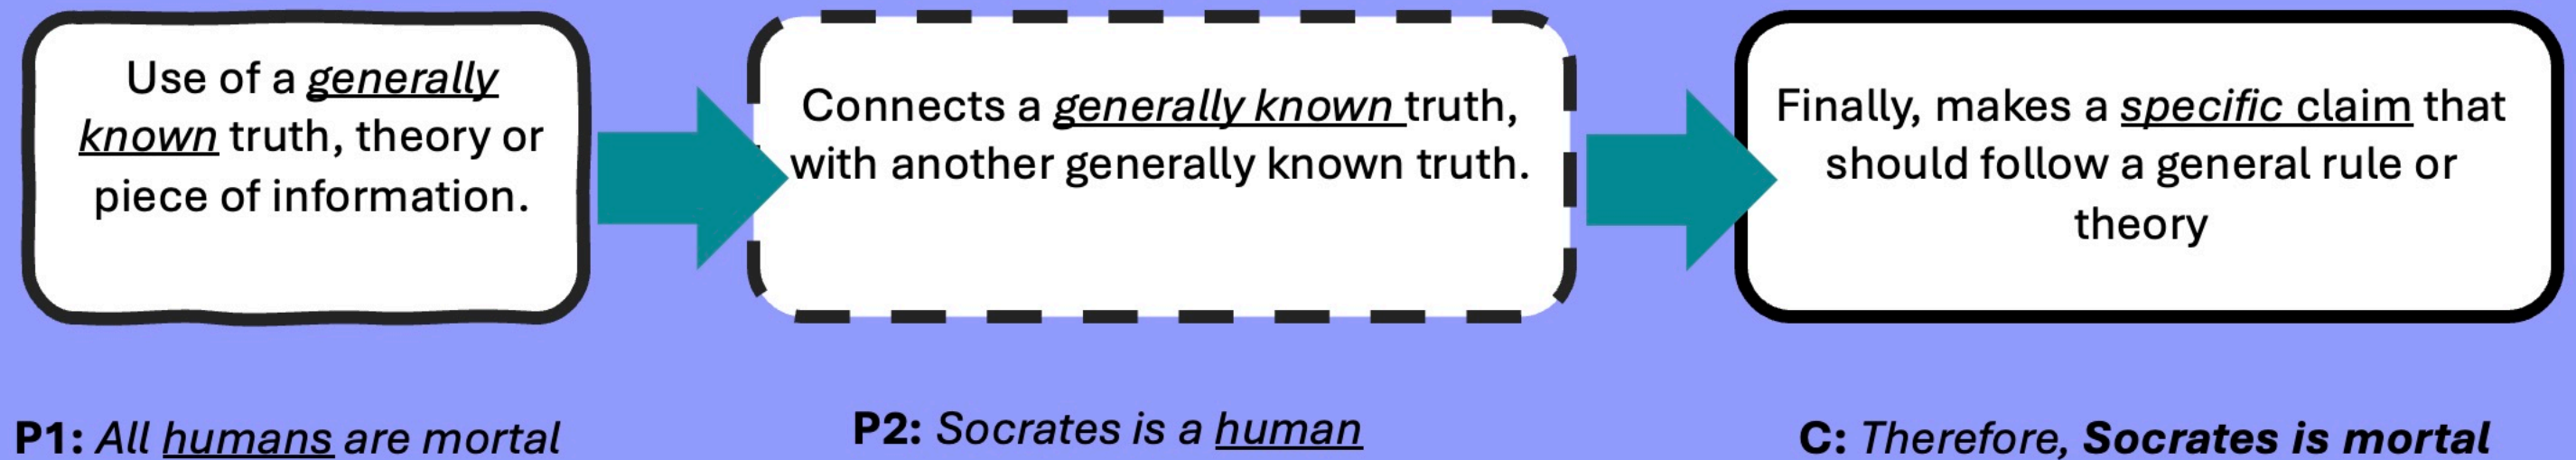 Use of a generally
known truth, theory or
piece of information.
Connects a generally known truth,
with another generally known truth.
Finally, makes a specific claim that
should follow a general rule or
theory
P1: All humans are mortal
P2: Socrates is a human
C: Therefore, Socrates is mortal